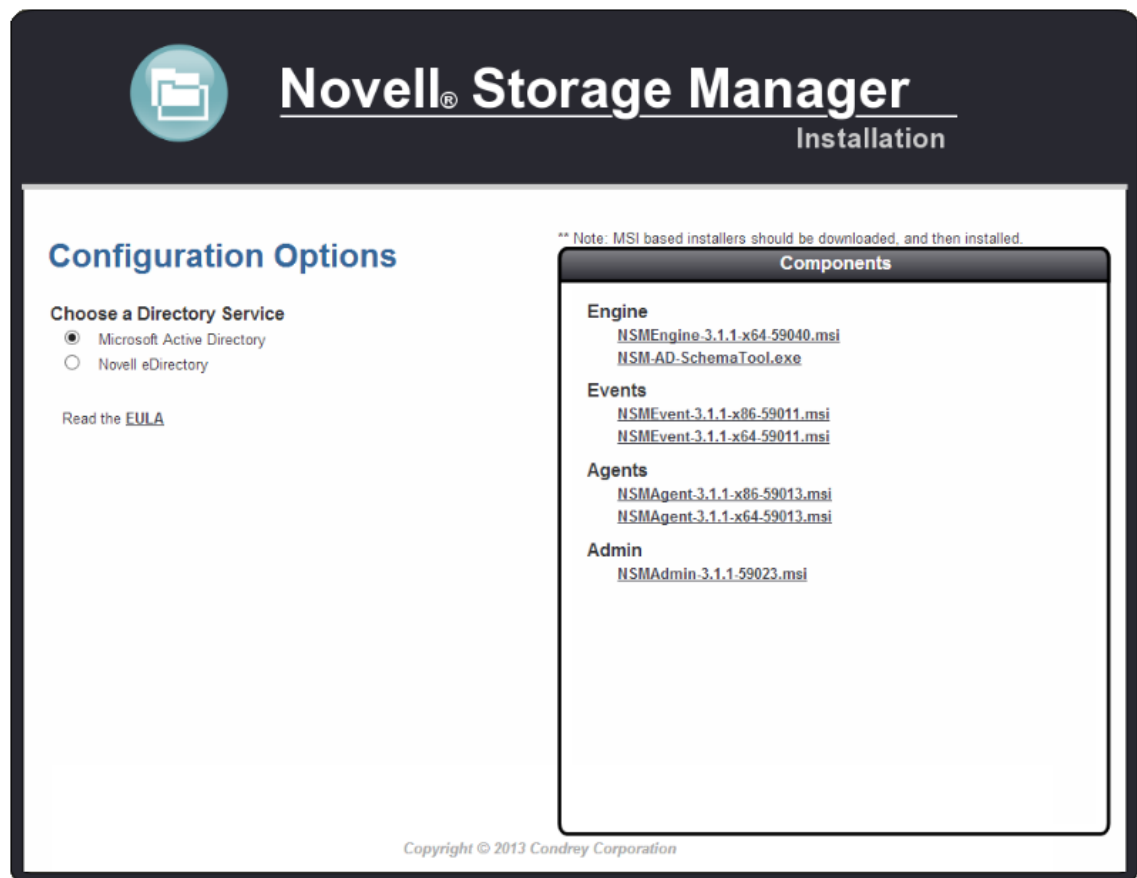 Novell® Storage Manager
Installation
Configuration Options
Choose a Directory Service
Microsoft Active Directory
Novell eDirectory
Read the EULA
** Note: MSI based installers should be downloaded, and then installed.
Components
Engine
NSMEngine-3.1.1-x64-59040.msi
NSM-AD-SchemaTool.exe
Events
NSMEvent-3.1.1-x86-59011.msi
NSMEvent-3.1.1-x64-59011.msi
Agents
NSMAgent-3.1.1-x86-59013.msi
NSMAgent-3.1.1-x64-59013.msi
Admin
NSMAdmin-3.1.1-59023.msi
Copyright © 2013 Condrey Corporation